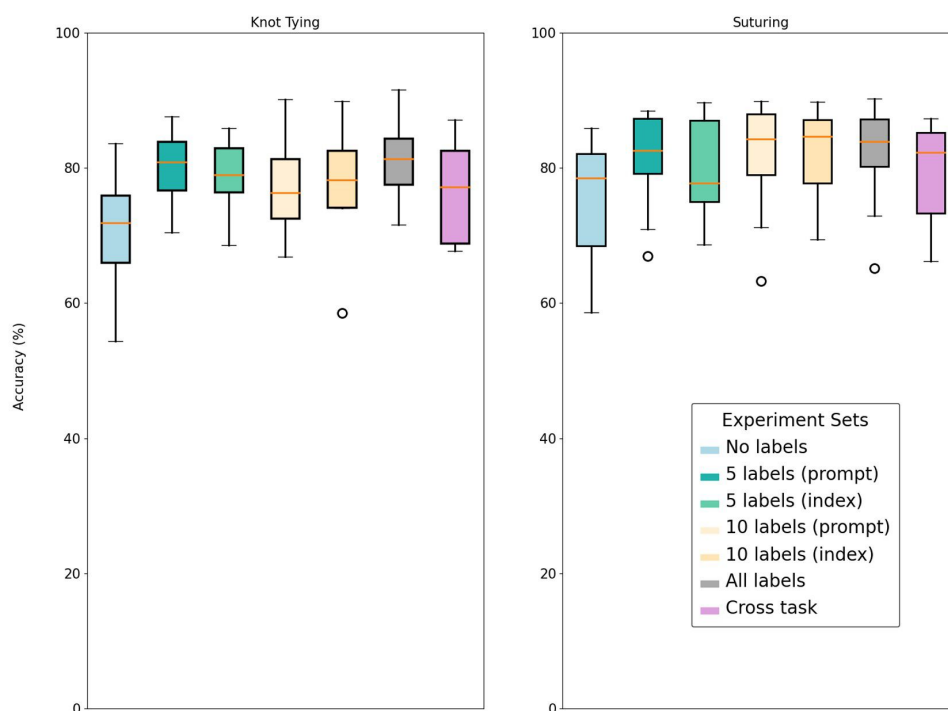 Knot Tying
Suturing
100
80
60
40
20
0
Accuracy (%)
100
80
60
40
20
0
Experiment Sets
No labels
5 labels (prompt)
5 labels (index)
10 labels (prompt)
10 labels (index)
All labels
Cross task